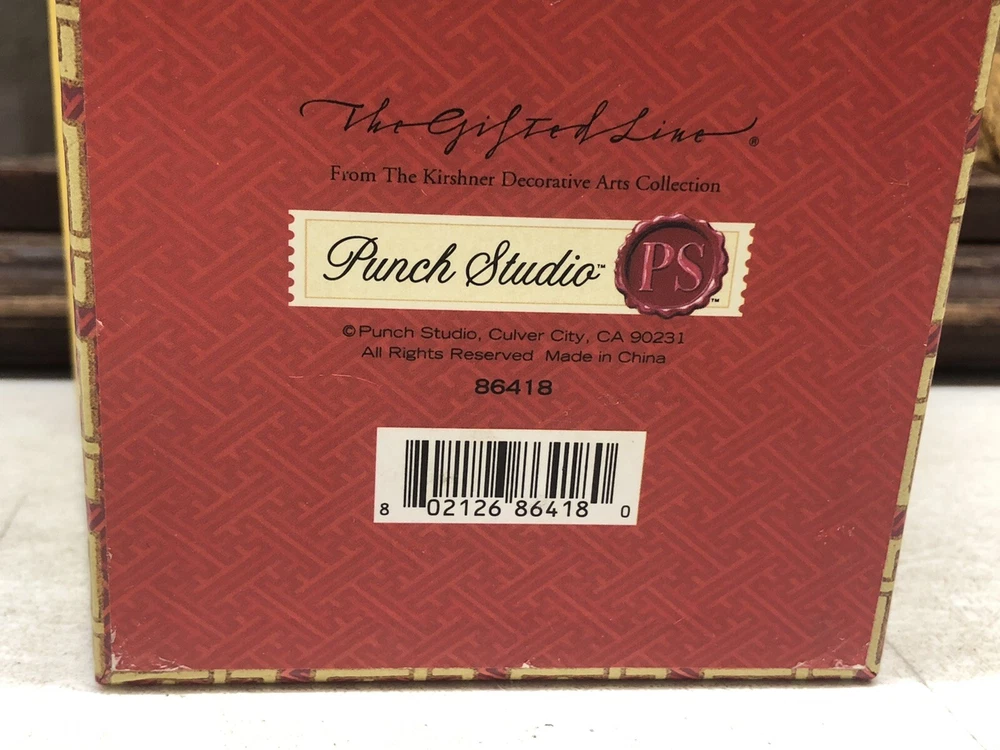 The Gifted Line®
From The Kirshner Decorative Arts Collection
Punch Studio™ PS™
©Punch Studio, Culver City, CA 90231
All Rights Reserved Made in China
86418
8 02126 86418 0